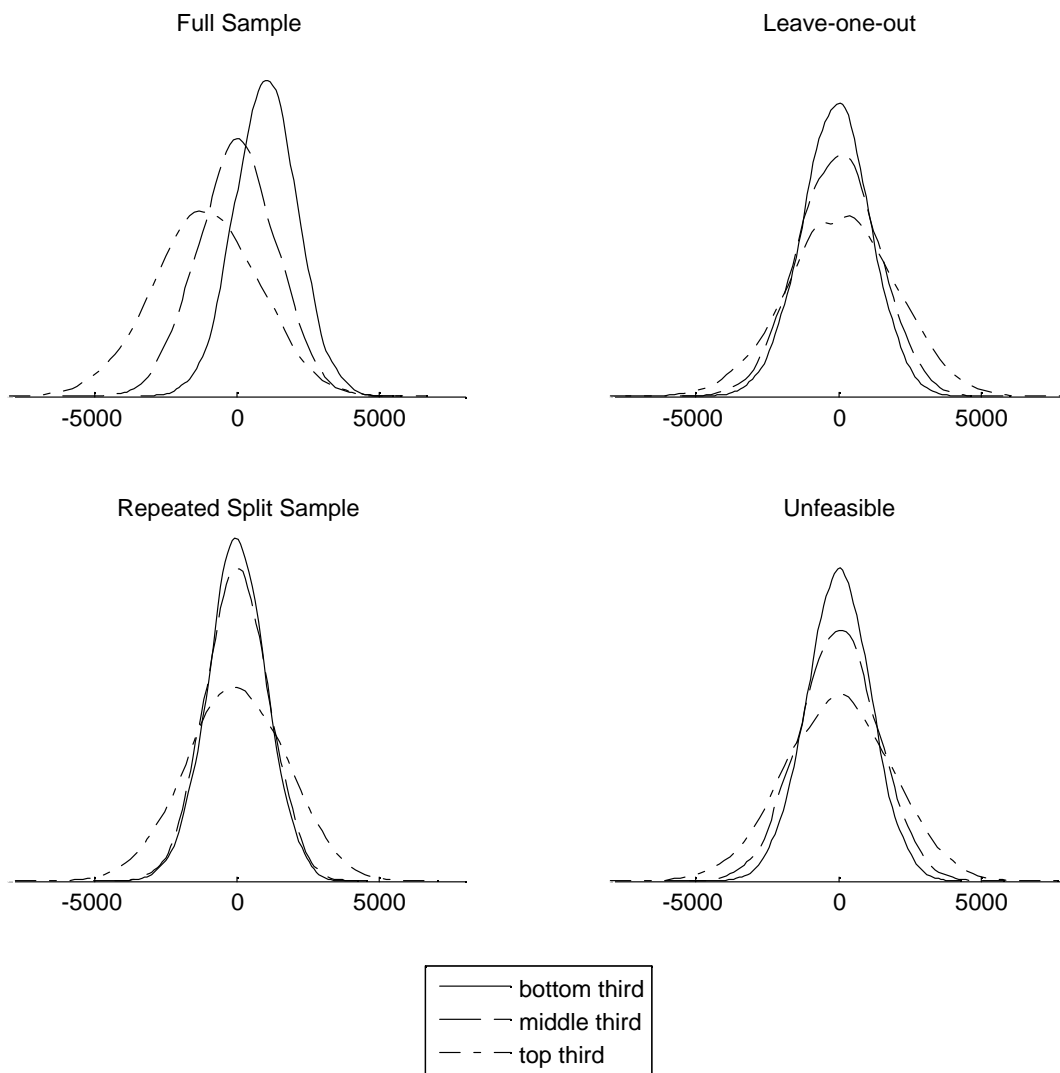 Full Sample
Leave-one-out
-5000 0 5000
-5000 0 5000
Repeated Split Sample
Unfeasible
-5000 0 5000
-5000 0 5000
bottom third
middle third
top third